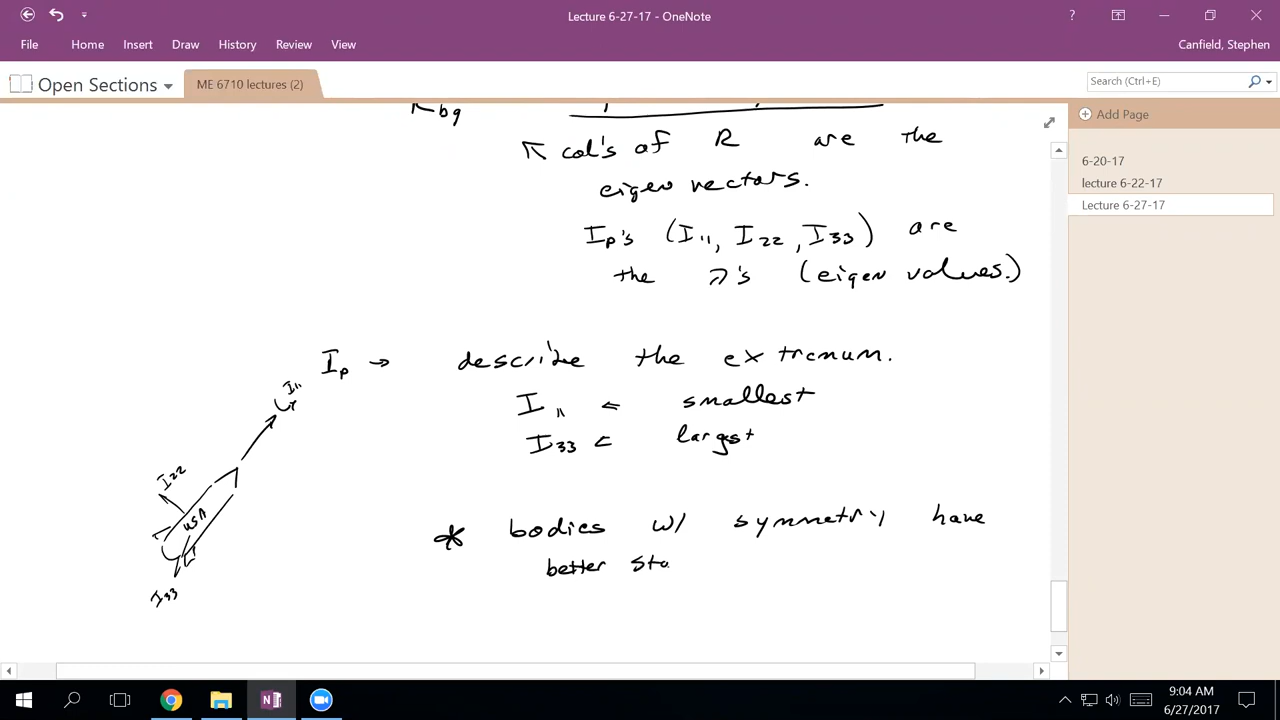 Lecture 6-27-17 - OneNote
File Home Insert Draw History Review View
Canfield, Stephen
Open Sections
ME 6710 lectures (2)
Search (Ctrl+E)
Add Page
6-20-17
lecture 6-22-17
Lecture 6-27-17
bg
col's of R are the
eigen vectors.
Ip's (I11, I22, I33) are
the λ's (eigen values.)
Ip → describe the extremum.
I11 ← smallest
I33 ← largst
* bodies w/ symmetry have
better sta
I11
I22
USA
I33
9:04 AM
6/27/2017